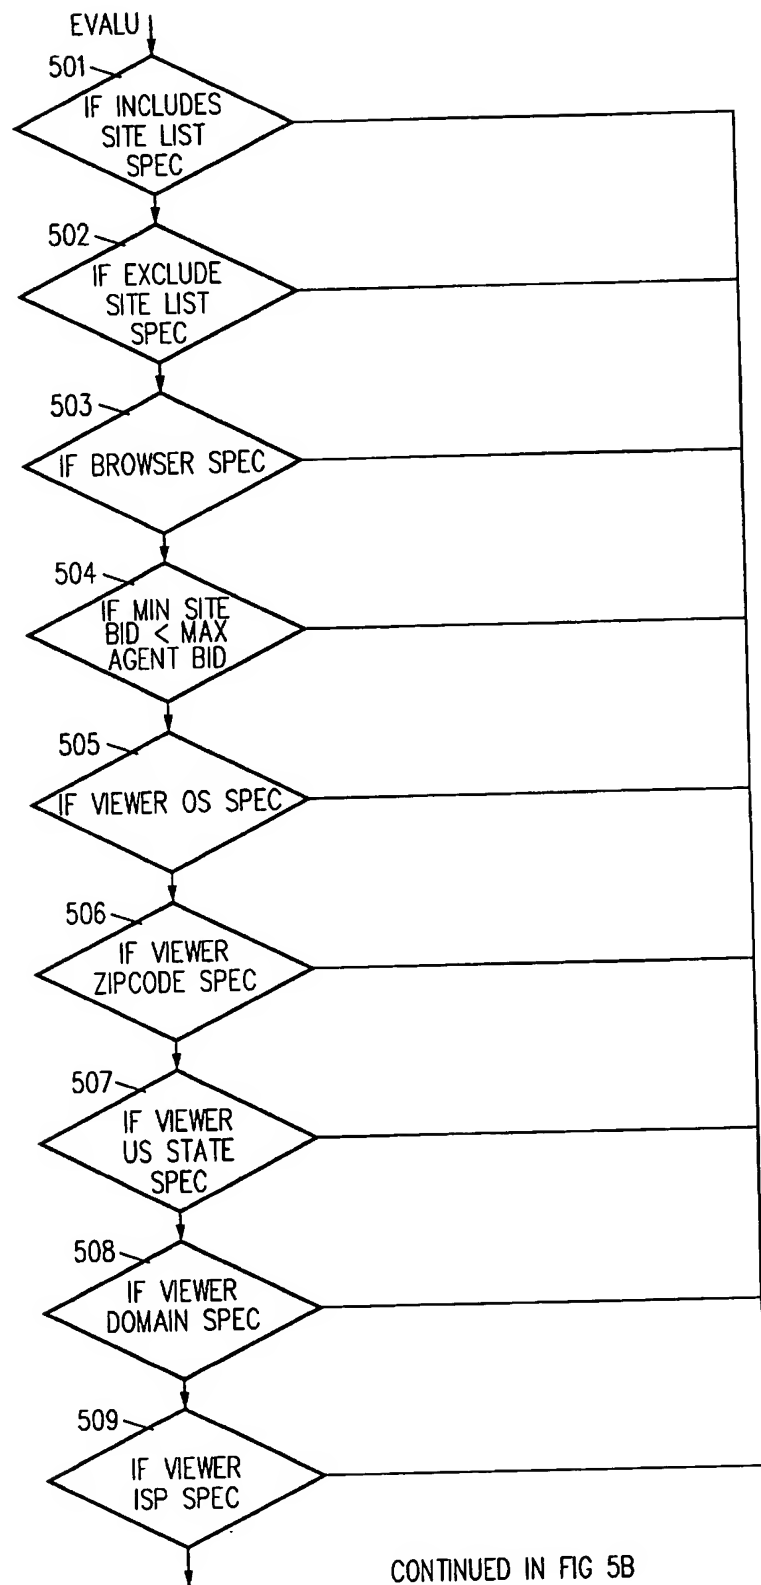 EVALU
501
IF INCLUDES
SITE LIST
SPEC
502
IF EXCLUDE
SITE LIST
SPEC
503
IF BROWSER SPEC
504
IF MIN SITE
BID < MAX
AGENT BID
505
IF VIEWER OS SPEC
506
IF VIEWER
ZIPCODE SPEC
507
IF VIEWER
US STATE
SPEC
508
IF VIEWER
DOMAIN SPEC
509
IF VIEWER
ISP SPEC
CONTINUED IN FIG 5B